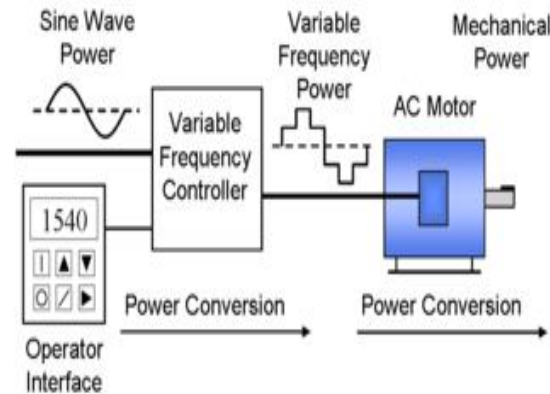 Sine Wave
Power
Variable
Frequency
Power
Mechanical
Power
AC Motor
Variable
Frequency
Controller
1540
Power Conversion
Power Conversion
Operator
Interface